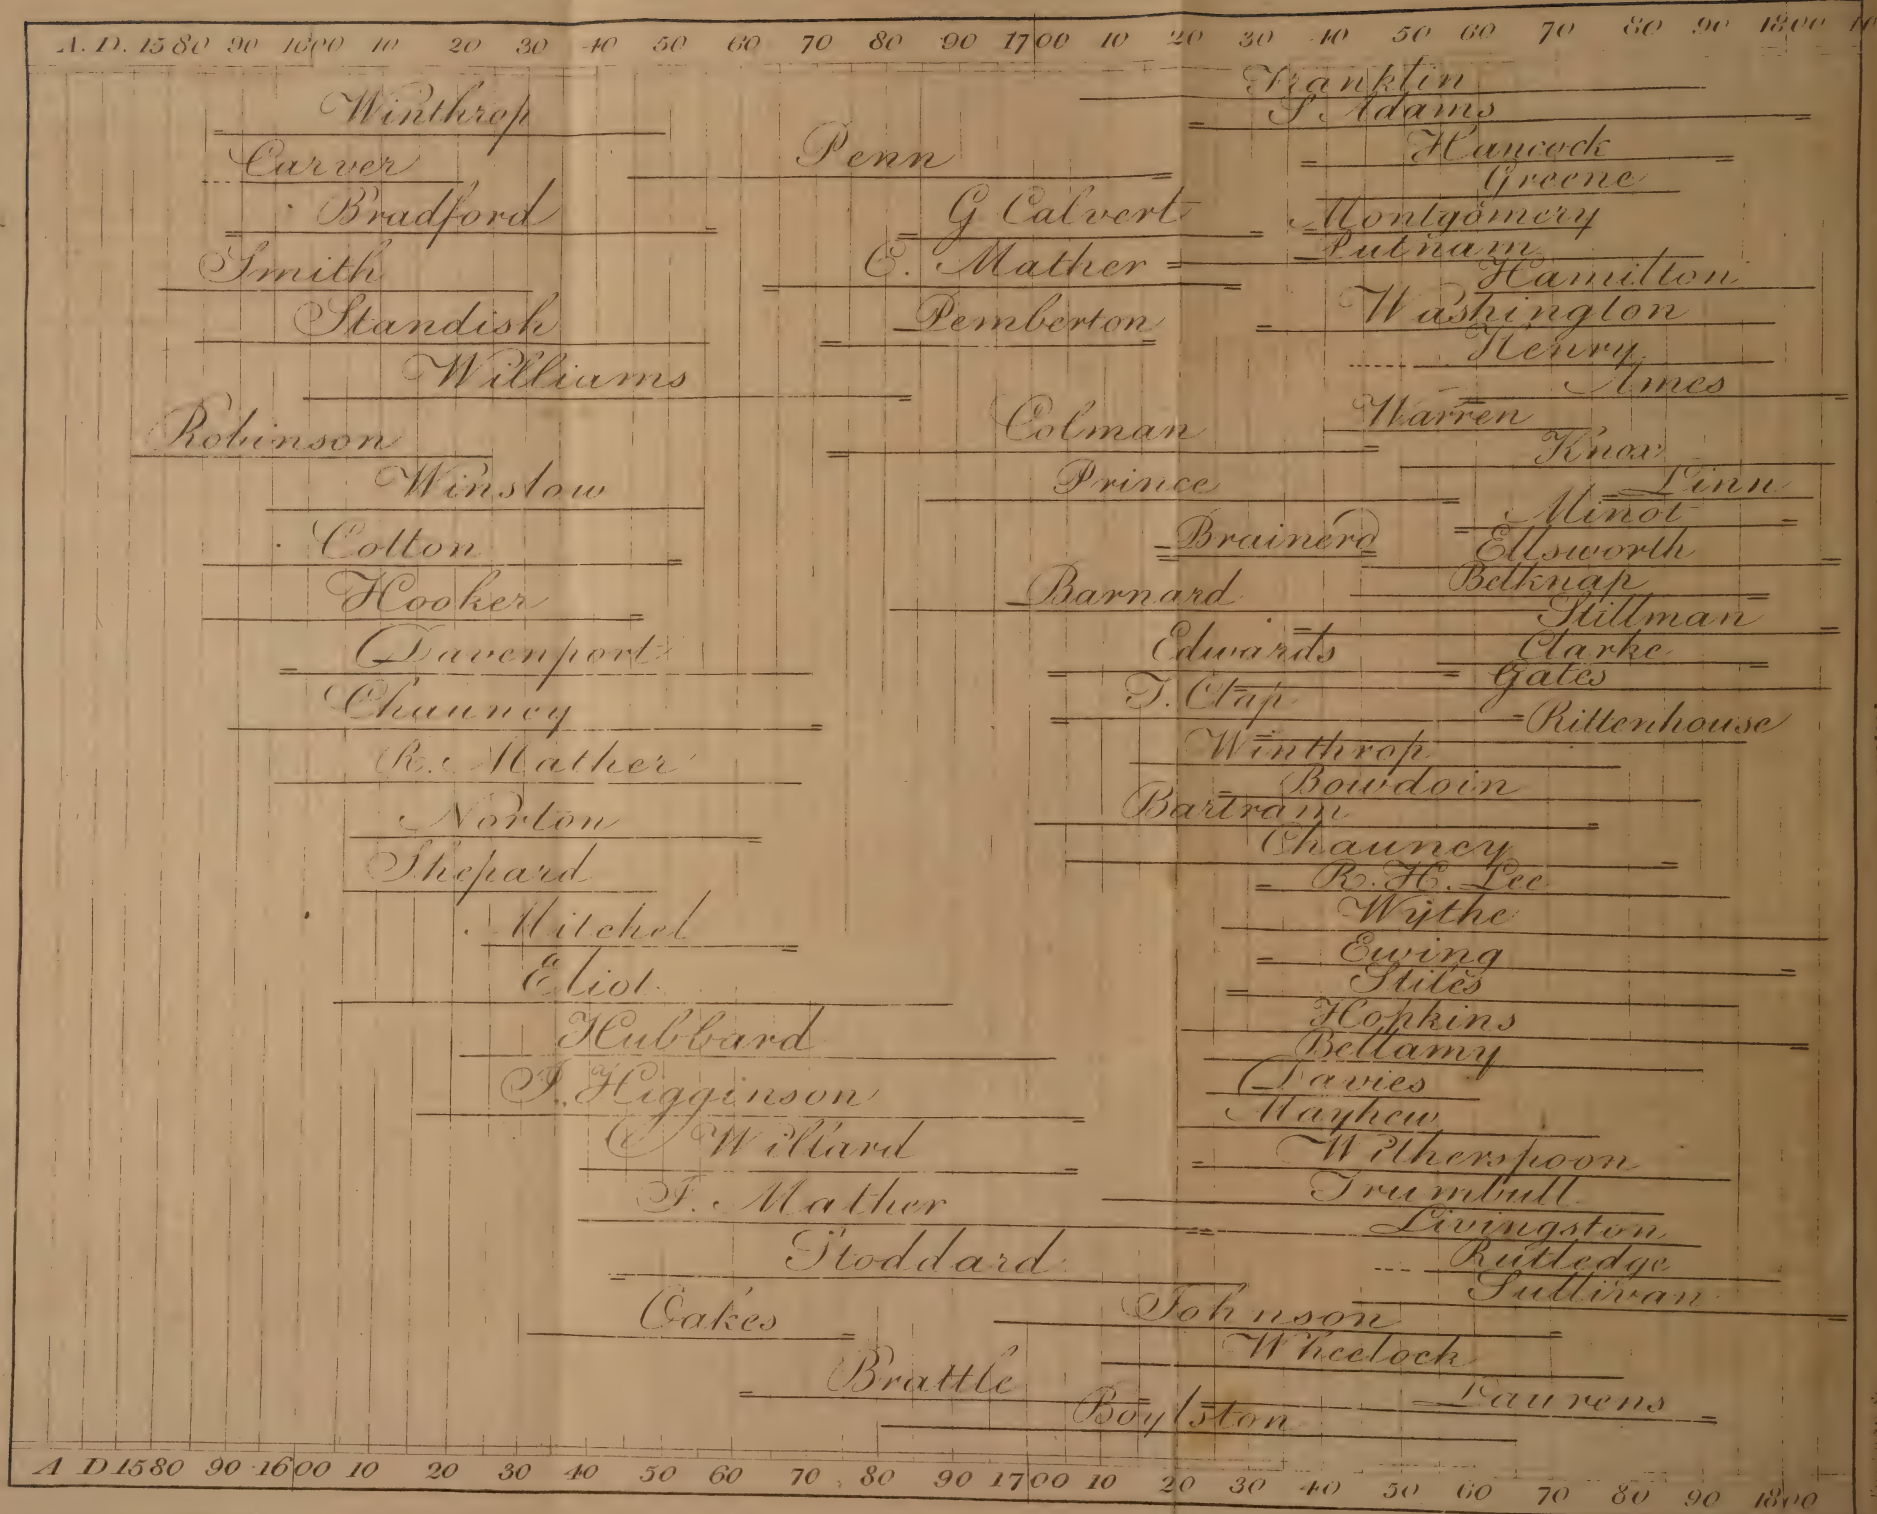 A. D. 1580 90 1600 10 20 30 40 50 60 70 80 90 1700 10 20 30 40 50 60 70 80 90 1800
Franklin
Winthrop
S Adams
Penn
Hancock
Carver
Greene
Bradford
G Calvert
Montgomery
Putnam
Smith
C. Mather
Hamilton
Standish
Pemberton
Washington
Henry
Williams
Ames
Robinson
Colman
Warren
Knox
Winslow
Prince
Linn
Minot
Cotton
Brainerd
Ellsworth
Hooker
Barnard
Belknap
Stillman
Davenport
Edwards
Clarke
Gates
Chauncy
T. Clap
Rittenhouse
R. Mather
Winthrop
Bowdoin
Norton
Bartram
Chauncy
Shepard
R. H. Lee
Mitchel
Wythe
Ewing
Eliot
Stiles
Hubbard
Hopkins
Bellamy
J. Higginson
Davies
Mayhew
Willard
Witherspoon
I. Mather
Trumbull
Livingston
Stoddard
Rutledge
Sullivan
Oakes
Johnson
Wheelock
Brattle
Laurens
Boylston
A D 1580 90 1600 10 20 30 40 50 60 70 80 90 1700 10 20 30 40 50 60 70 80 90 1800